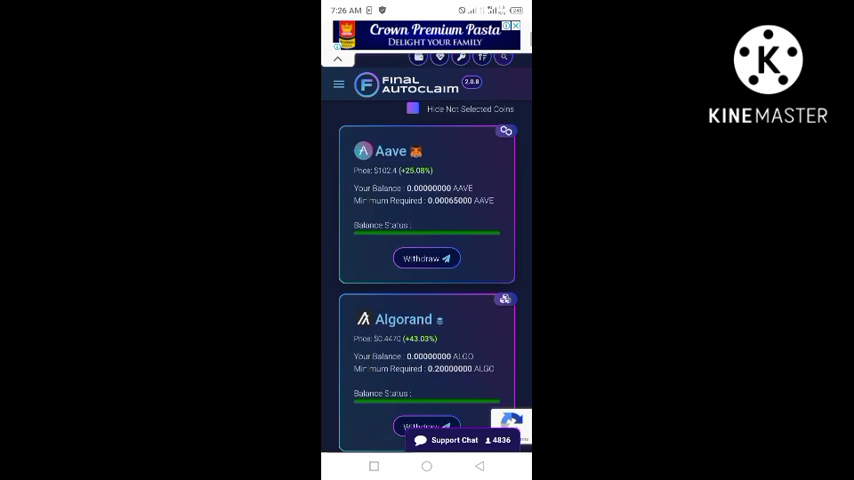 7:26 AM
Crown Premium Pasta
DELIGHT YOUR FAMILY
FINAL
AUTOCLAIM
2.0.8
Hide Not Selected Coins
Aave
Price: $102.4 (+25.08%)
Your Balance : 0.00000000 AAVE
Minimum Required : 0.00065000 AAVE
Balance Status :
Withdraw
Algorand
Price: $0.4470 (+43.03%)
Your Balance : 0.00000000 ALGO
Minimum Required : 0.20000000 ALGO
Balance Status :
Withdraw
Support Chat 4836
K
KINEMASTER